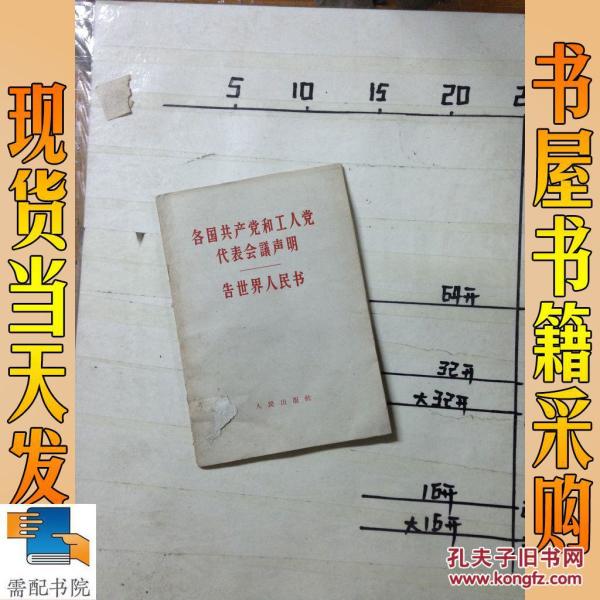 现货当天发
书屋书籍采购
5 10 15 20 2
各国共产党和工人党
代表会議声明
告世界人民书
人民出版社
64开
32开
大32开
16开
大16开
需配书院
孔夫子旧书网
www.kongfz.com